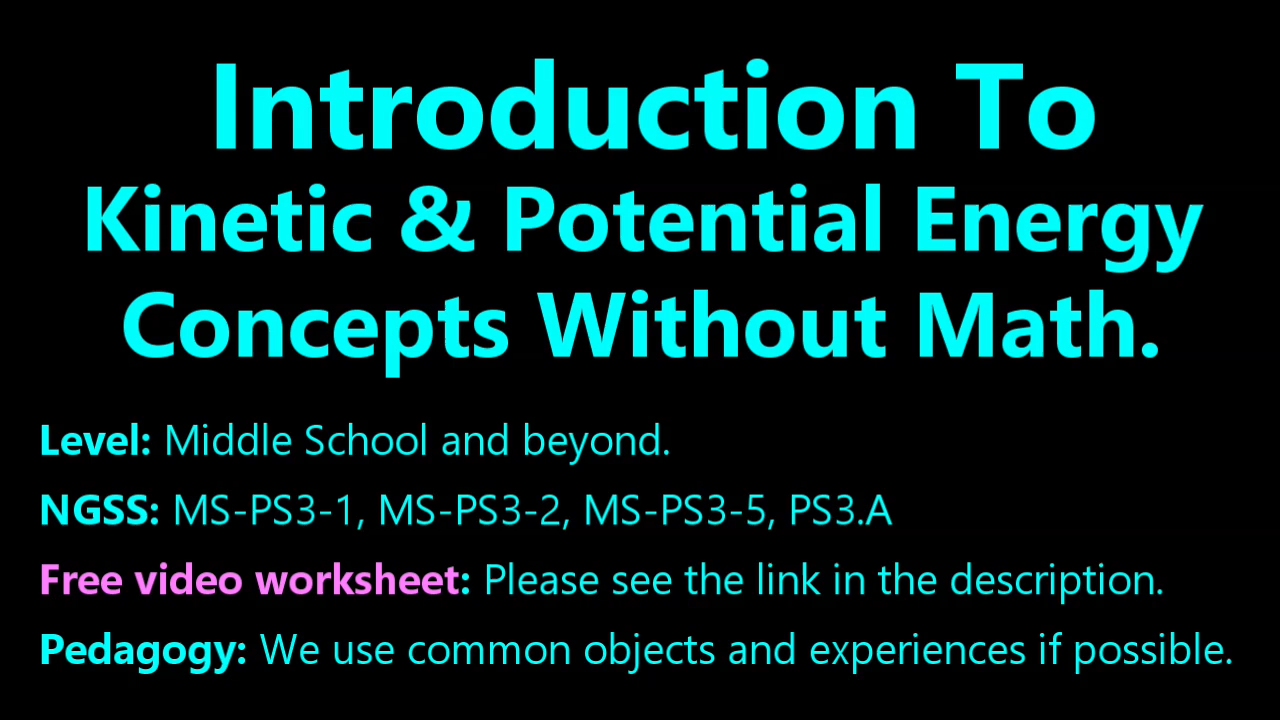 Introduction To
Kinetic & Potential Energy
Concepts Without Math.
Level: Middle School and beyond.
NGSS: MS-PS3-1, MS-PS3-2, MS-PS3-5, PS3.A
Free video worksheet: Please see the link in the description.
Pedagogy: We use common objects and experiences if possible.